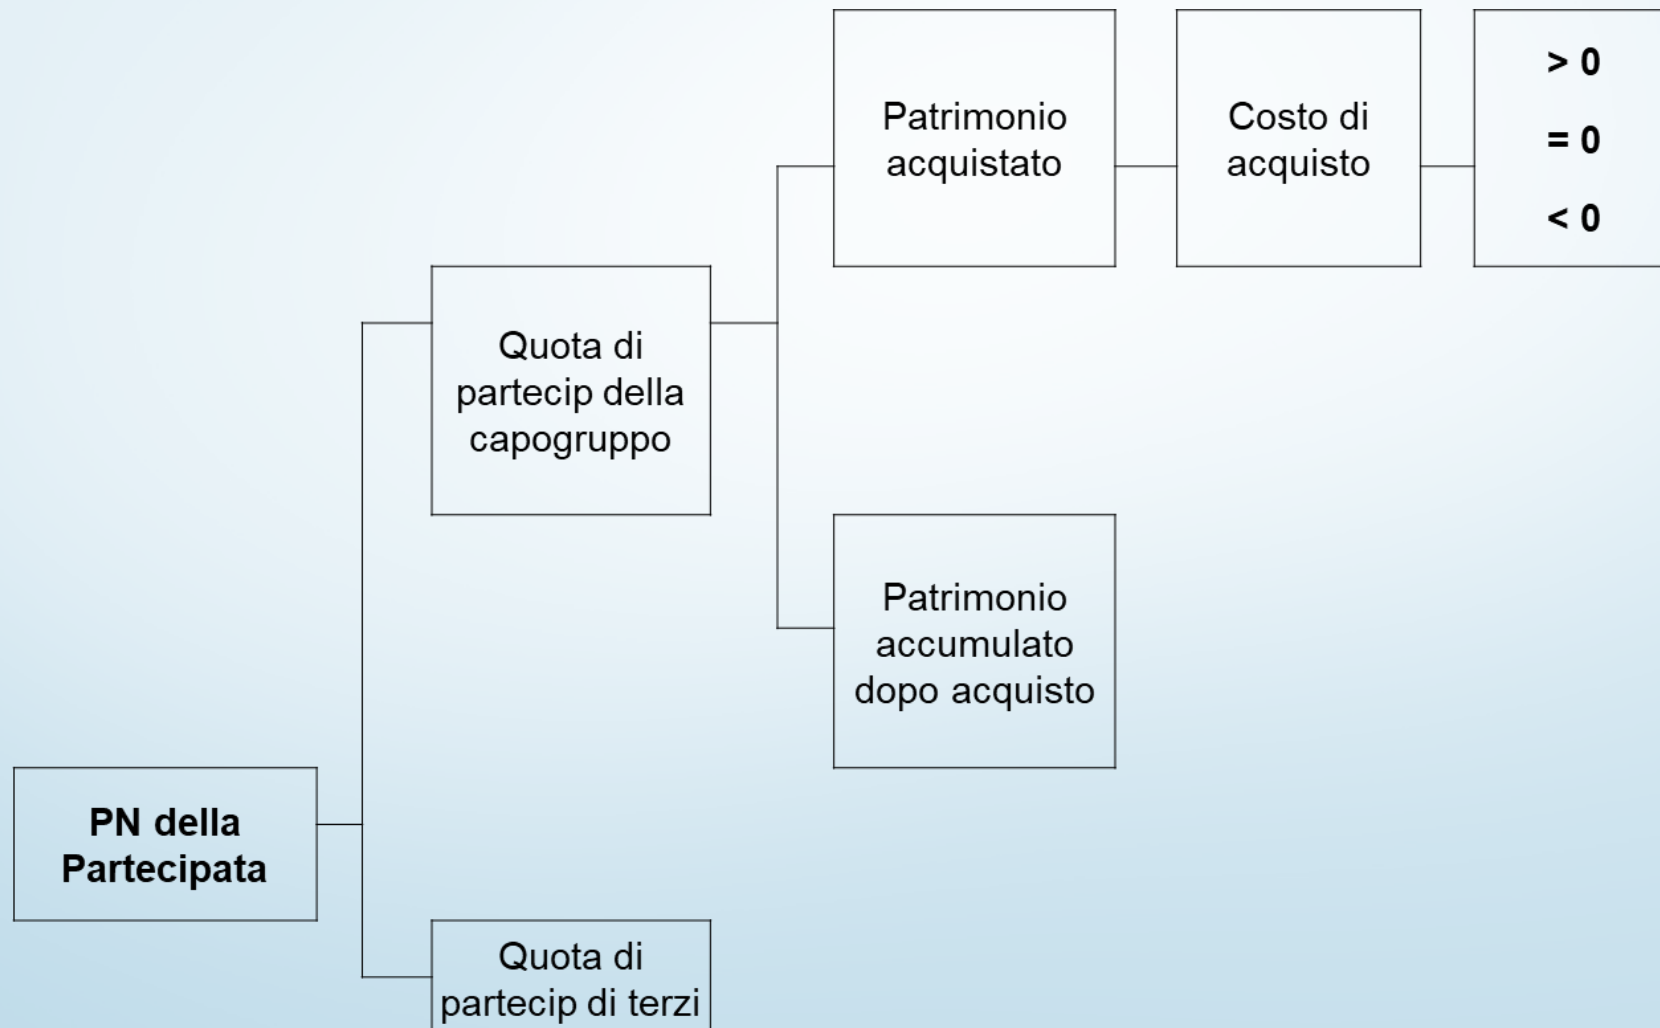 Patrimonio
acquistato
Costo di
acquisto
> 0
= 0
< 0
Quota di
partecip della
capogruppo
Patrimonio
accumulato
dopo acquisto
PN della
Partecipata
Quota di
partecip di terzi